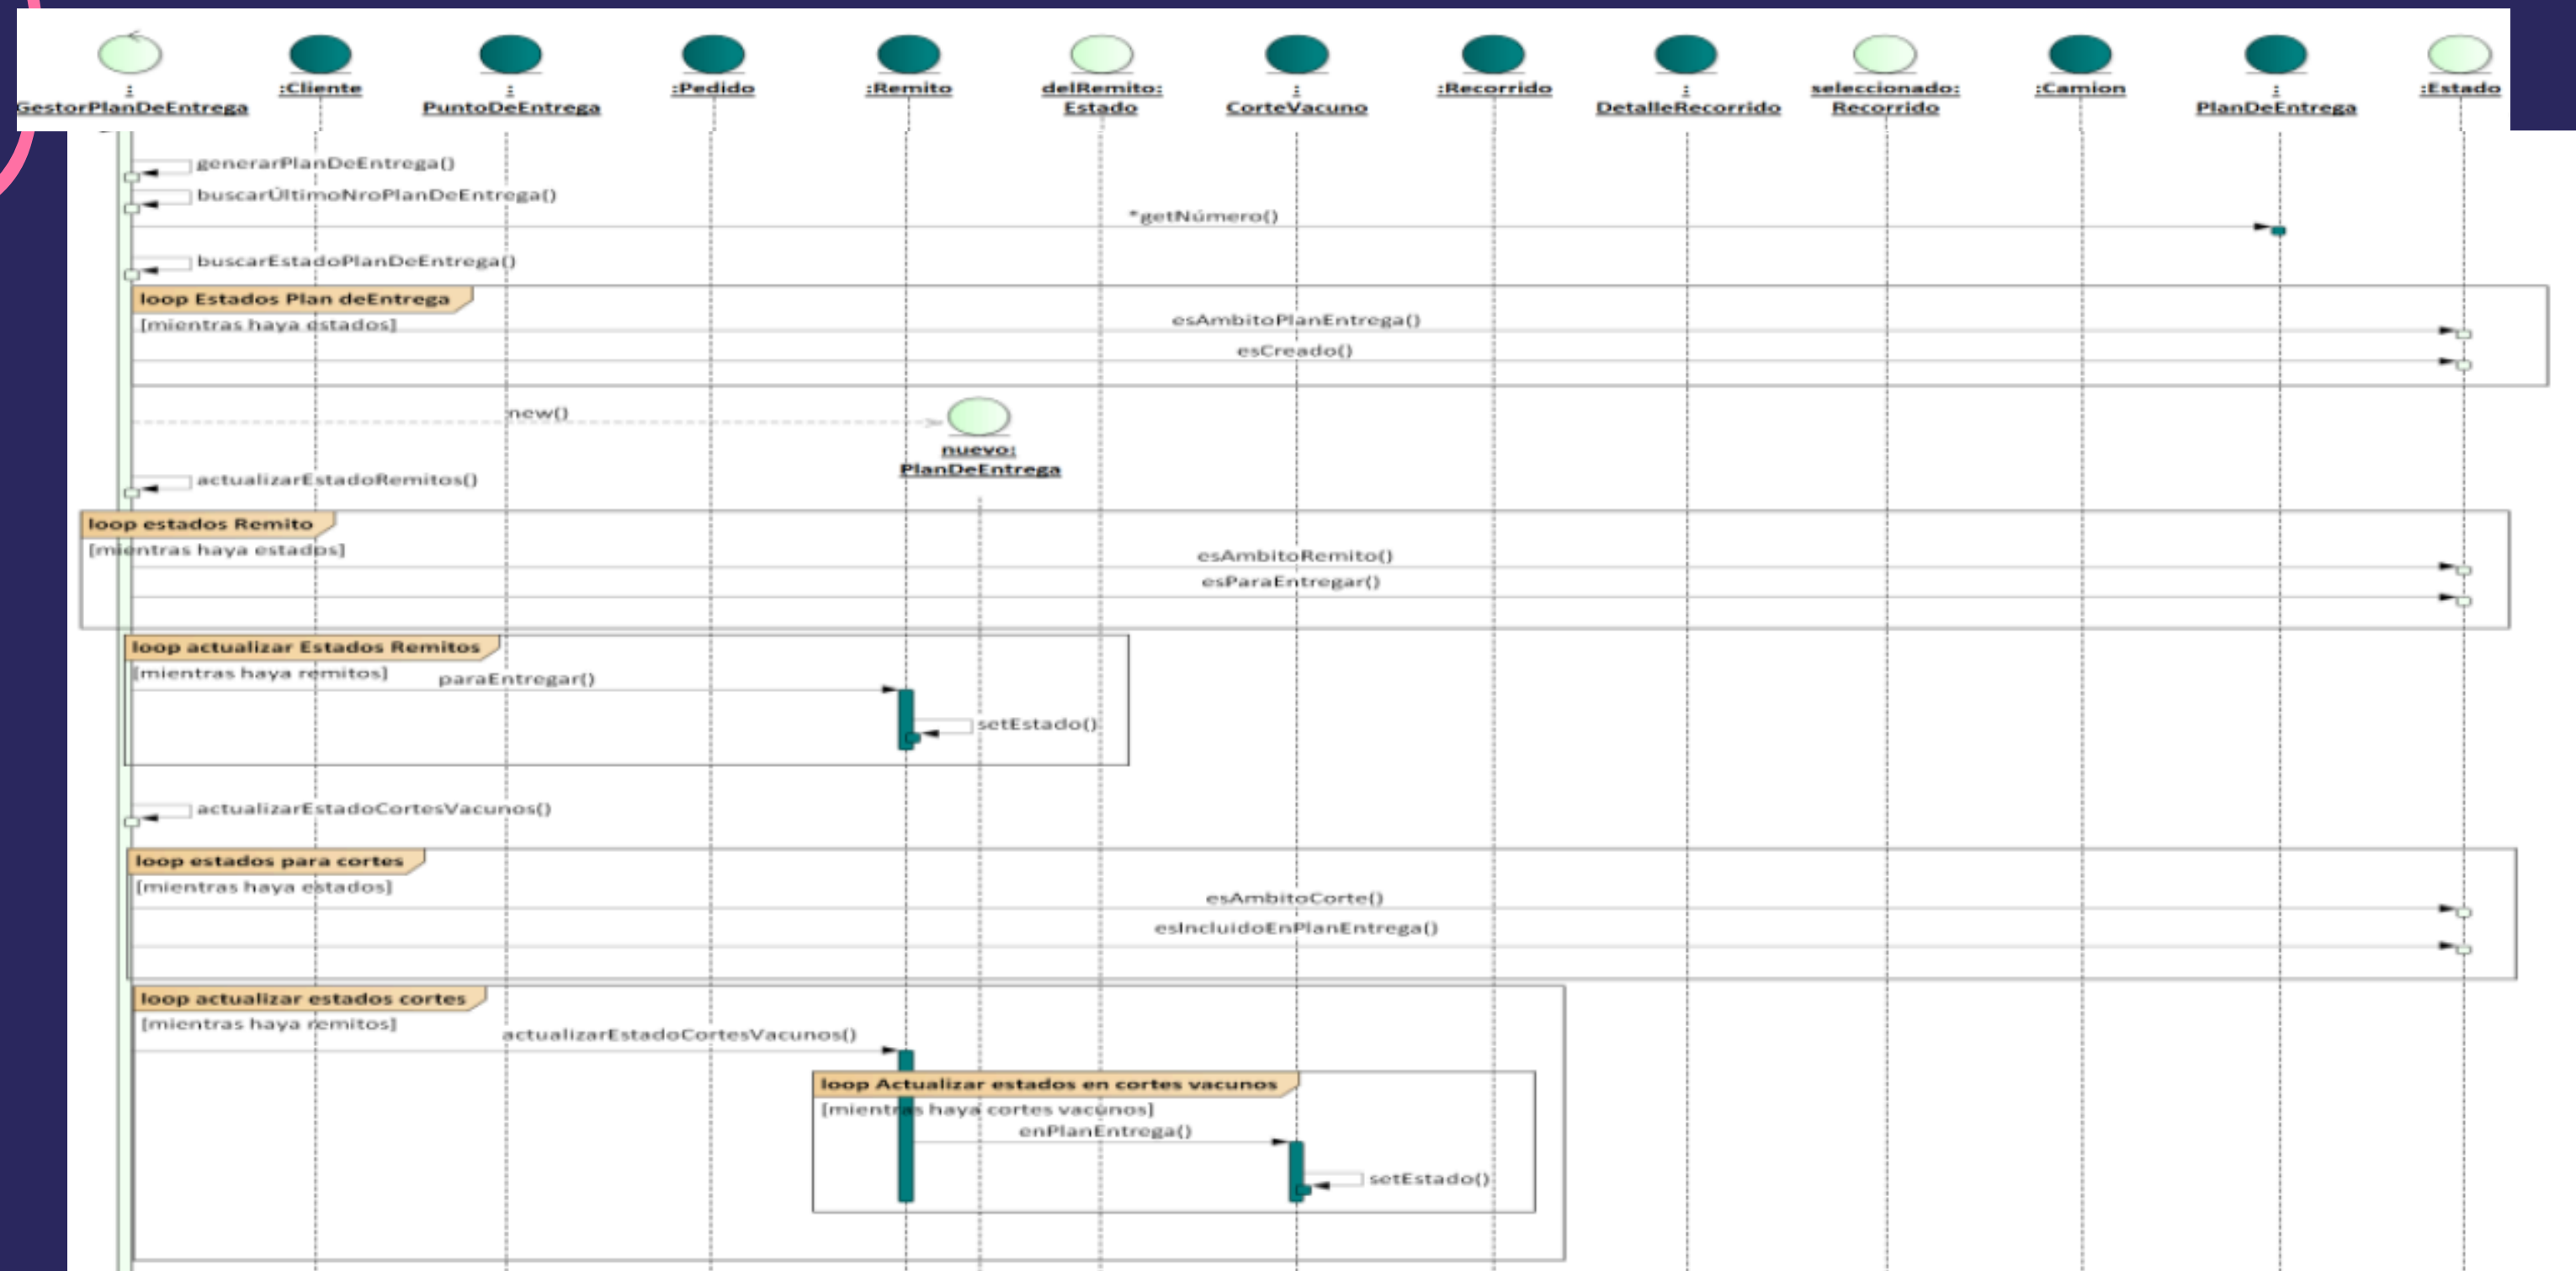 :
GestorPlanDeEntrega
:Cliente
:
PuntoDeEntrega
:Pedido
:Remito
delRemito:
Estado
:
CorteVacuno
:Recorrido
:
DetalleRecorrido
seleccionado:
Recorrido
:Camion
:
PlanDeEntrega
:Estado
generarPlanDeEntrega()
buscarÚltimoNroPlanDeEntrega()
*getNúmero()
buscarEstadoPlanDeEntrega()
loop Estados Plan deEntrega
[mientras haya estados]
esAmbitoPlanEntrega()
esCreado()
new()
nuevo:
PlanDeEntrega
actualizarEstadoRemitos()
loop estados Remito
[mientras haya estados]
esAmbitoRemito()
esParaEntregar()
loop actualizar Estados Remitos
[mientras haya remitos]
paraEntregar()
setEstado()
actualizarEstadoCortesVacunos()
loop estados para cortes
[mientras haya estados]
esAmbitoCorte()
esIncluidoEnPlanEntrega()
loop actualizar estados cortes
[mientras haya remitos]
actualizarEstadoCortesVacunos()
loop Actualizar estados en cortes vacunos
[mientras haya cortes vacunos]
enPlanEntrega()
setEstado()